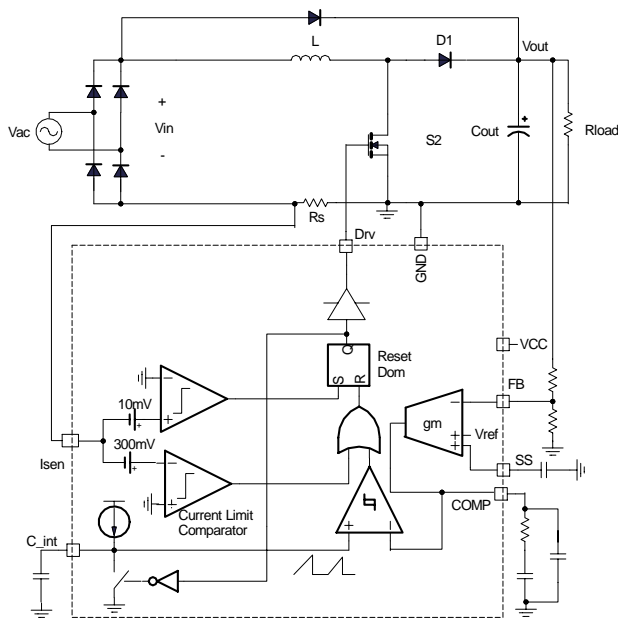 L
D1
Vout
Vac
+
Vin
-
S2
+
Cout
Rload
Rs
Drv
GND
VCC
Q
Reset
Dom
S
R
FB
10mV
+
-
+
gm
-
Vref
+
+
SS
300mV
+
-
+
Isen
COMP
Current Limit
Comparator
C_int
+
-